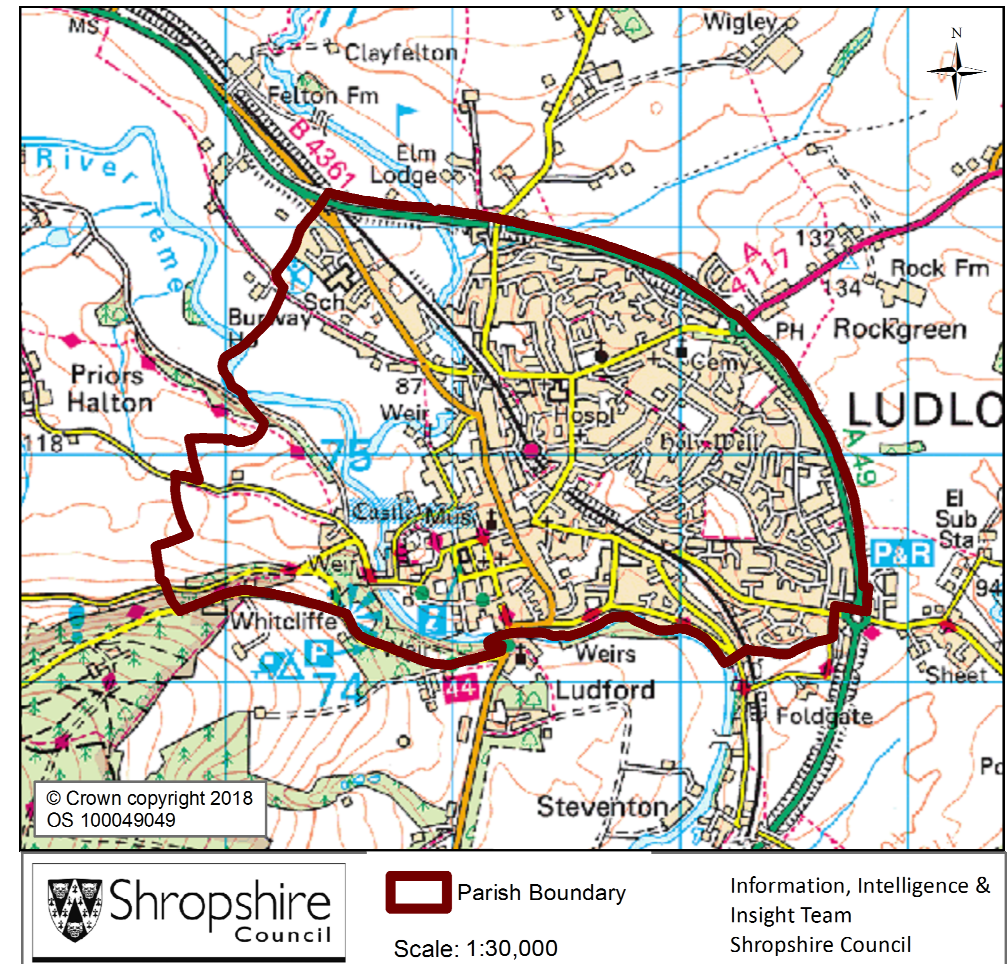 MS
Wigley
N
Clayfelton
Felton Fm
B 4361
Elm
Lodge
River
Teme
A
4117
132
134
Rock Fm
Sch
Burway
Ho
PH
Rockgreen
Cemy
Priors
Halton
87
Weir
Hospl
LUDLO
118
75
Holy Well
A 49
Castle
Mus
El
Sub
Sta
P&R
Weir
94
Whitcliffe
i
P
Weirs
74
44
Ludford
Sheet
Foldgate
Steventon
Po
© Crown copyright 2018
OS 100049049
Shropshire
Council
Parish Boundary
Scale: 1:30,000
Information, Intelligence &
Insight Team
Shropshire Council